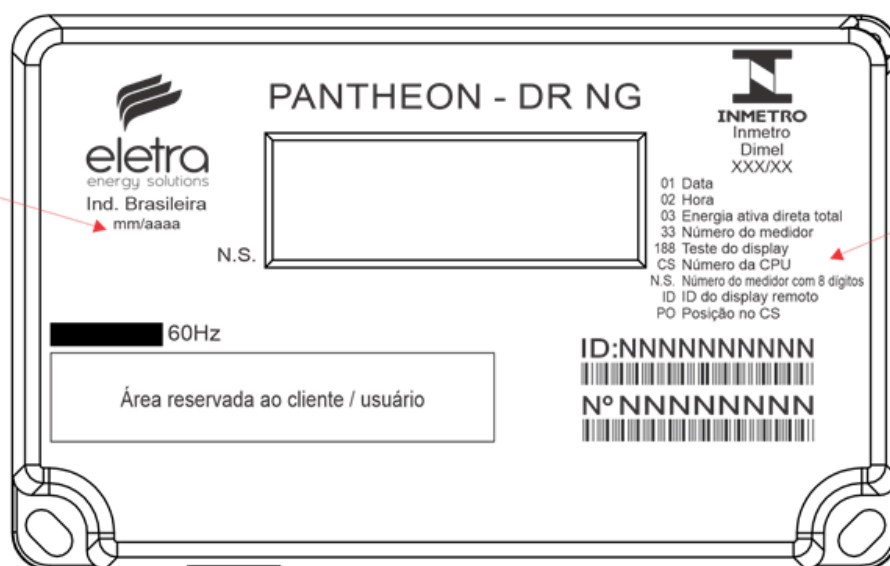 PANTHEON - DR NG
eletra
energy solutions
Ind. Brasileira
mm/aaaa
INMETRO
Inmetro
Dimel
XXX/XX
N.S.
01 Data
02 Hora
03 Energia ativa direta total
33 Número do medidor
188 Teste do display
CS Número da CPU
N.S. Número do medidor com 8 dígitos
ID ID do display remoto
PO Posição no CS
60Hz
Área reservada ao cliente / usuário
ID:NNNNNNNNNN
Nº NNNNNNNN